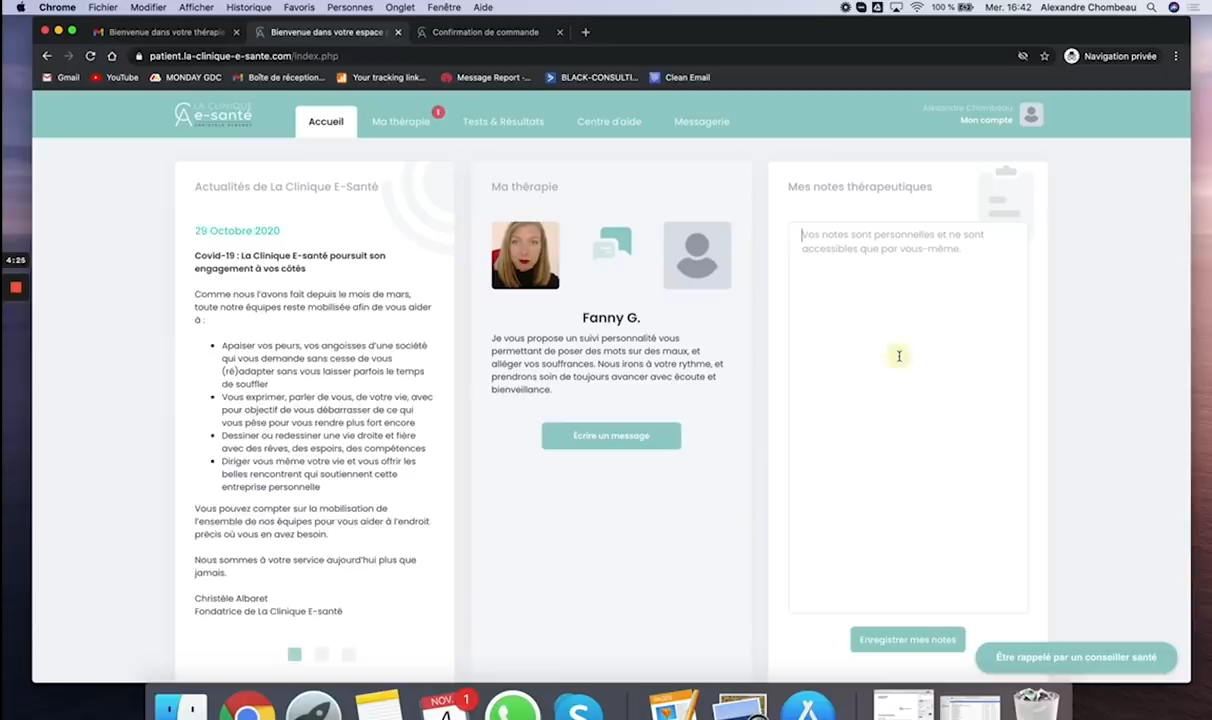 Chrome Fichier Modifier Afficher Historique Favoris Personnes Onglet Fenêtre Aide 100 % Mer. 16:42 Alexandre Chombeau
Bienvenue dans votre thérapie Bienvenue dans votre espace Confirmation de commande
patient.la-clinique-e-sante.com/index.php Navigation privée
Gmail YouTube MONDAY GDC Boîte de réception... Your tracking link... Message Report -... BLACK-CONSULTI... Clean Email
LA CLINIQUE
e-santé
Accueil Ma thérapie 1 Tests & Résultats Centre d'aide Messagerie
Alexandre Chombeau
Mon compte
Actualités de La Clinique E-Santé
29 Octobre 2020
Covid-19 : La Clinique E-santé poursuit son
engagement à vos côtés
Comme nous l'avons fait depuis le mois de mars,
toute notre équipes reste mobilisée afin de vous aider
à :
Apaiser vos peurs, vos angoisses d'une société
qui vous demande sans cesse de vous
(ré)adapter sans vous laisser parfois le temps
de souffler
Vous exprimer, parler de vous, de votre vie, avec
pour objectif de vous débarrasser de ce qui
vous pèse pour vous rendre plus fort encore
Dessiner ou redessiner une vie droite et fière
avec des rêves, des espoirs, des compétences
Diriger vous même votre vie et vous offrir les
belles rencontrent qui soutiennent cette
entreprise personnelle
Vous pouvez compter sur la mobilisation de
l'ensemble de nos équipes pour vous aider à l'endroit
précis où vous en avez besoin.
Nous sommes à votre service aujourd'hui plus que
jamais.
Christèle Albaret
Fondatrice de La Clinique E-santé
Ma thérapie
Fanny G.
Je vous propose un suivi personnalité vous
permettant de poser des mots sur des maux, et
alléger vos souffrances. Nous irons à votre rythme, et
prendrons soin de toujours avancer avec écoute et
bienveillance.
Écrire un message
Mes notes thérapeutiques
Vos notes sont personnelles et ne sont
accessibles que par vous-même.
Enregistrer mes notes
Être rappelé par un conseiller santé
4:25
NOV. 1
4
PAGES